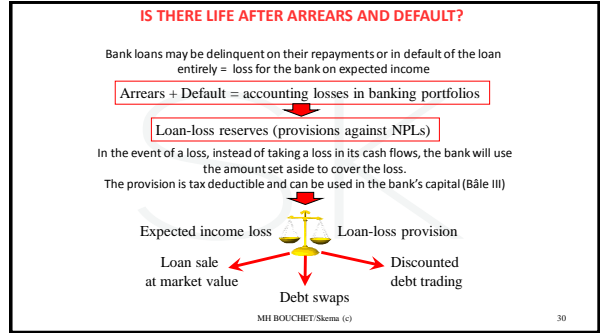 IS THERE LIFE AFTER ARREARS AND DEFAULT?
Bank loans may be delinquent on their repayments or in default of the loan
entirely = loss for the bank on expected income
Arrears + Default = accounting losses in banking portfolios
Loan-loss reserves (provisions against NPLs)
In the event of a loss, instead of taking a loss in its cash flows, the bank will use
the amount set aside to cover the loss.
The provision is tax deductible and can be used in the bank's capital (Bâle III)
Expected income loss
Loan-loss provision
Loan sale
at market value
Debt swaps
Discounted
debt trading
MH BOUCHET/Skema (c)
30